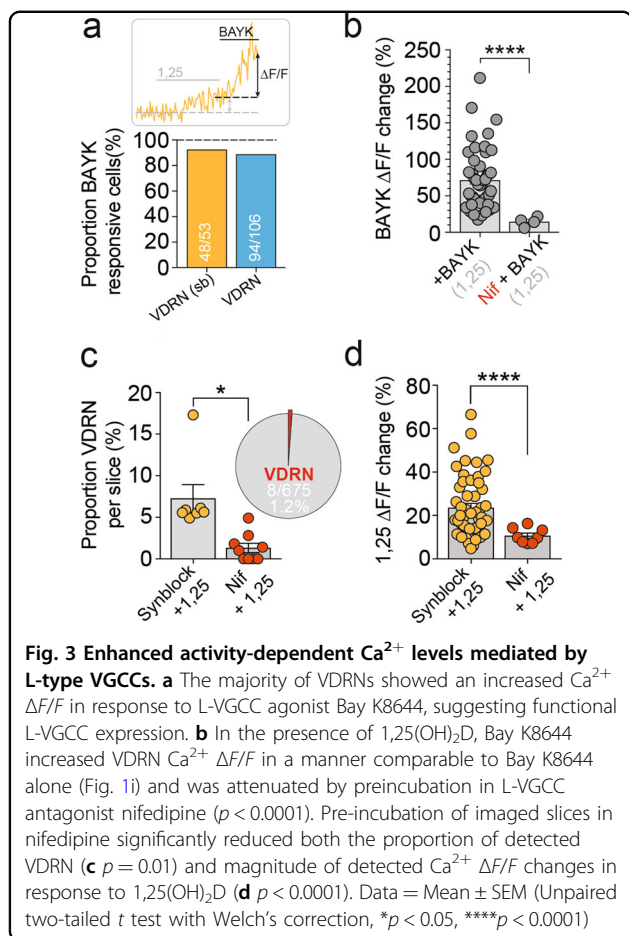 a
BAYK
1,25
ΔF/F
Proportion BAYK
responsive cells(%)
100
80
60
40
20
0
48/53
94/106
VDRN (sb)
VDRN
b
****
BAYK ΔF/F change (%)
250
200
150
100
50
0
+BAYK
(1,25)
Nif + BAYK
(1,25)
c
*
Proportion VDRN
per slice (%)
20
15
10
5
0
VDRN
8/675
1.2%
Synblock
+1,25
Nif
+ 1,25
d
****
1,25 ΔF/F change (%)
80
60
40
20
0
Synblock
+1,25
Nif
+ 1,25
Fig. 3 Enhanced activity-dependent Ca²⁺ levels mediated by
L-type VGCCs. a The majority of VDRNs showed an increased Ca²⁺
ΔF/F in response to L-VGCC agonist Bay K8644, suggesting functional
L-VGCC expression. b In the presence of 1,25(OH)₂D, Bay K8644
increased VDRN Ca²⁺ ΔF/F in a manner comparable to Bay K8644
alone (Fig. 1i) and was attenuated by preincubation in L-VGCC
antagonist nifedipine (p < 0.0001). Pre-incubation of imaged slices in
nifedipine significantly reduced both the proportion of detected
VDRN (c p = 0.01) and magnitude of detected Ca²⁺ ΔF/F changes in
response to 1,25(OH)₂D (d p < 0.0001). Data = Mean ± SEM (Unpaired
two-tailed t test with Welch's correction, *p < 0.05, ****p < 0.0001)